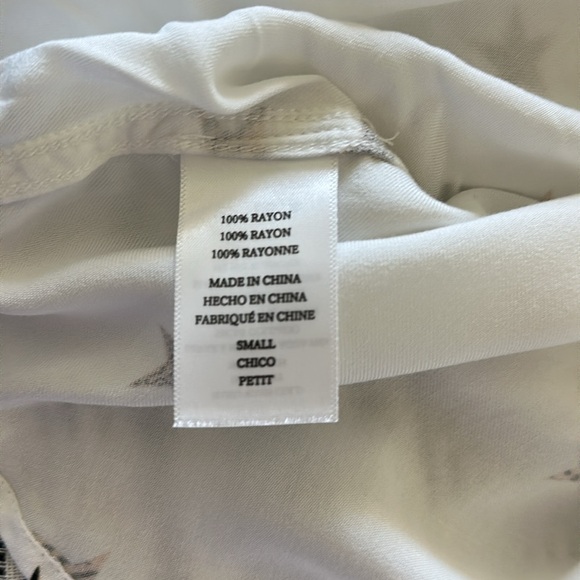 100% RAYON
100% RAYON
100% RAYONNE
MADE IN CHINA
HECHO EN CHINA
FABRIQUÉ EN CHINE
SMALL
CHICO
PETIT